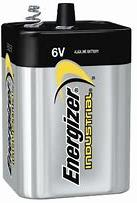 6V
ALKALINE BATTERY
Energizer
INDUSTRIAL